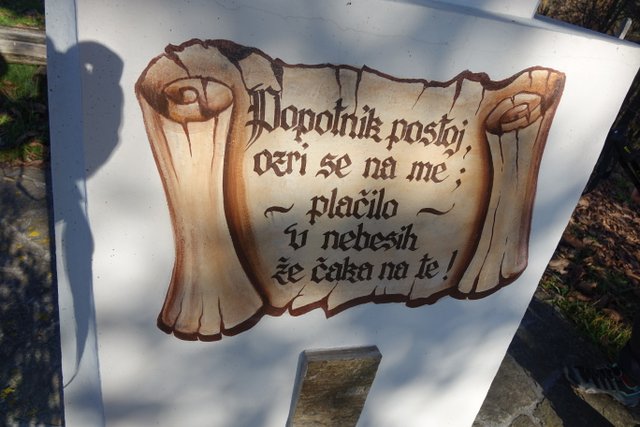 Popotnik postoj,
ozri se na me ;
~ plačilo ~
v nebesih
že čaka na te !